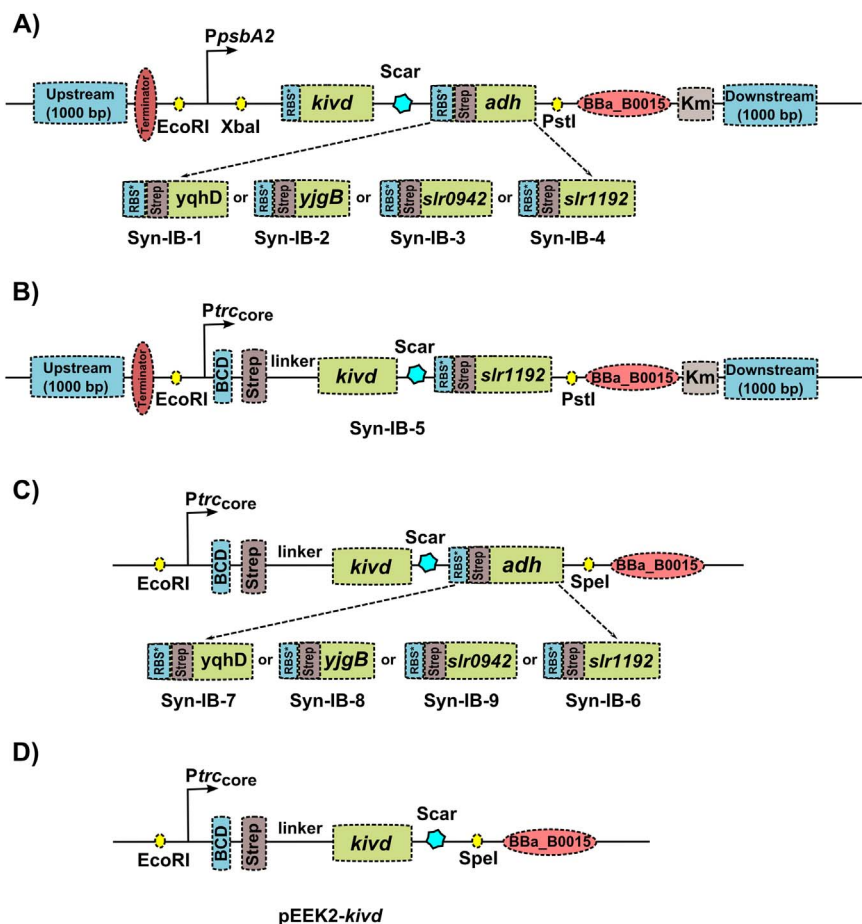 A)
PpsbA2
Upstream
(1000 bp)
Terminator
EcoRI
XbaI
RBS*
kivd
Scar
RBS*
Strep
adh
PstI
BBa_B0015
Km
Downstream
(1000 bp)
RBS*
Strep
yqhD
or
RBS*
Strep
yjgB
or
RBS*
Strep
slr0942
or
RBS*
Strep
slr1192
Syn-IB-1
Syn-IB-2
Syn-IB-3
Syn-IB-4
B)
Ptrccore
Upstream
(1000 bp)
Terminator
EcoRI
BCD
Strep
linker
kivd
Scar
RBS*
Strep
slr1192
PstI
BBa_B0015
Km
Downstream
(1000 bp)
Syn-IB-5
C)
Ptrccore
EcoRI
BCD
Strep
linker
kivd
Scar
RBS*
Strep
adh
SpeI
BBa_B0015
RBS*
Strep
yqhD
or
RBS*
Strep
yjgB
or
RBS*
Strep
slr0942
or
RBS*
Strep
slr1192
Syn-IB-7
Syn-IB-8
Syn-IB-9
Syn-IB-6
D)
Ptrccore
EcoRI
BCD
Strep
linker
kivd
Scar
SpeI
BBa_B0015
pEEK2-kivd